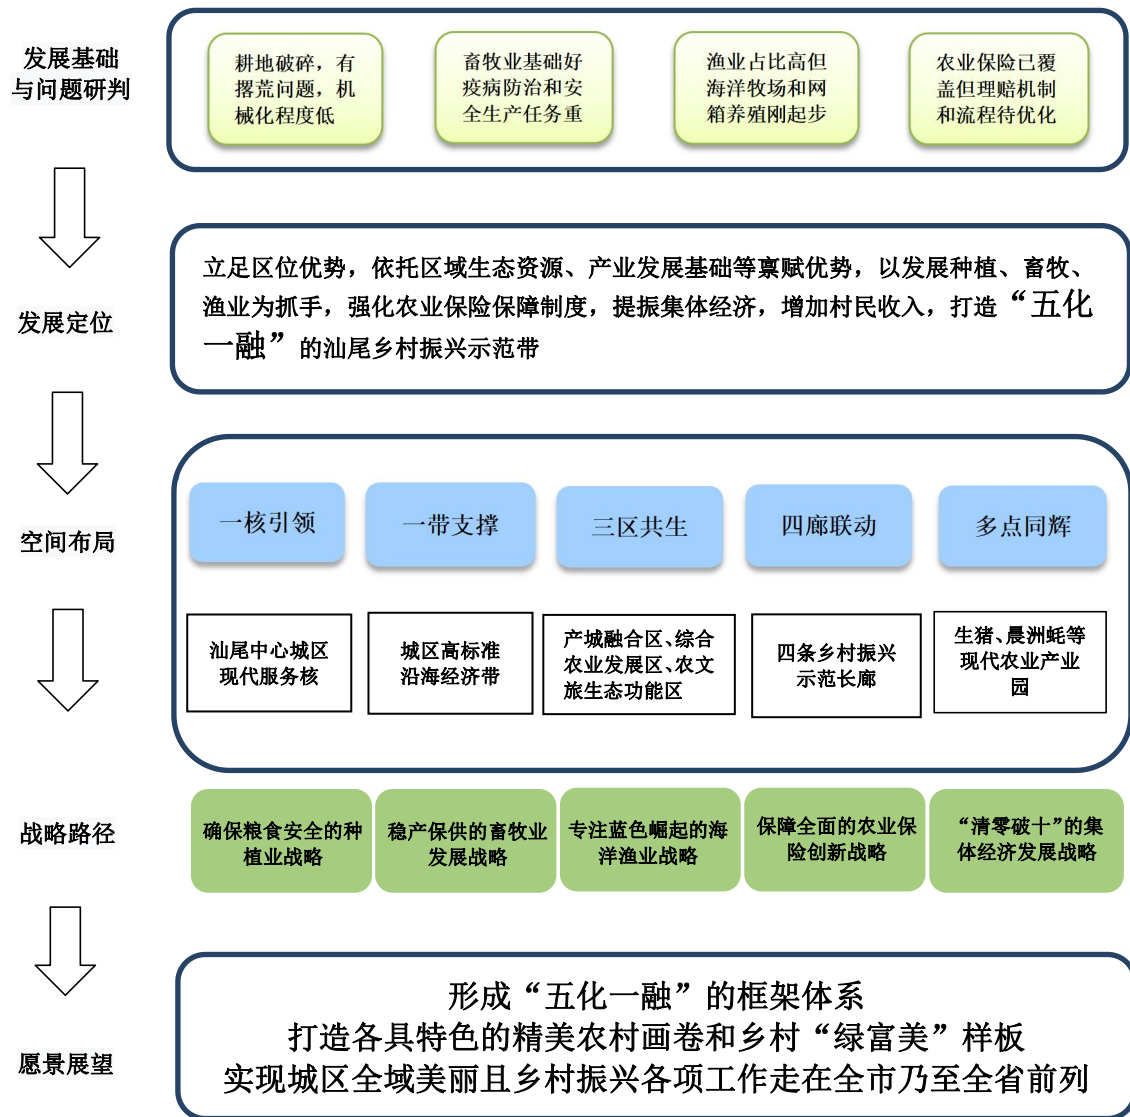 发展基础
与问题研判
耕地破碎，有
撂荒问题，机
械化程度低
畜牧业基础好
疫病防治和安
全生产任务重
渔业占比高但
海洋牧场和网
箱养殖刚起步
农业保险已覆
盖但理赔机制
和流程待优化
发展定位
立足区位优势，依托区域生态资源、产业发展基础等禀赋优势，以发展种植、畜牧、
渔业为抓手，强化农业保险保障制度，提振集体经济，增加村民收入，打造“五化
一融”的汕尾乡村振兴示范带
空间布局
一核引领
一带支撑
三区共生
四廊联动
多点同辉
汕尾中心城区
现代服务核
城区高标准
沿海经济带
产城融合区、综合
农业发展区、农文
旅生态功能区
四条乡村振兴
示范长廊
生猪、晨洲蚝等
现代农业产业
园
战略路径
确保粮食安全的种
植业战略
稳产保供的畜牧业
发展战略
专注蓝色崛起的海
洋渔业战略
保障全面的农业保
险创新战略
“清零破十”的集
体经济发展战略
愿景展望
形成“五化一融”的框架体系
打造各具特色的精美农村画卷和乡村“绿富美”样板
实现城区全域美丽且乡村振兴各项工作走在全市乃至全省前列